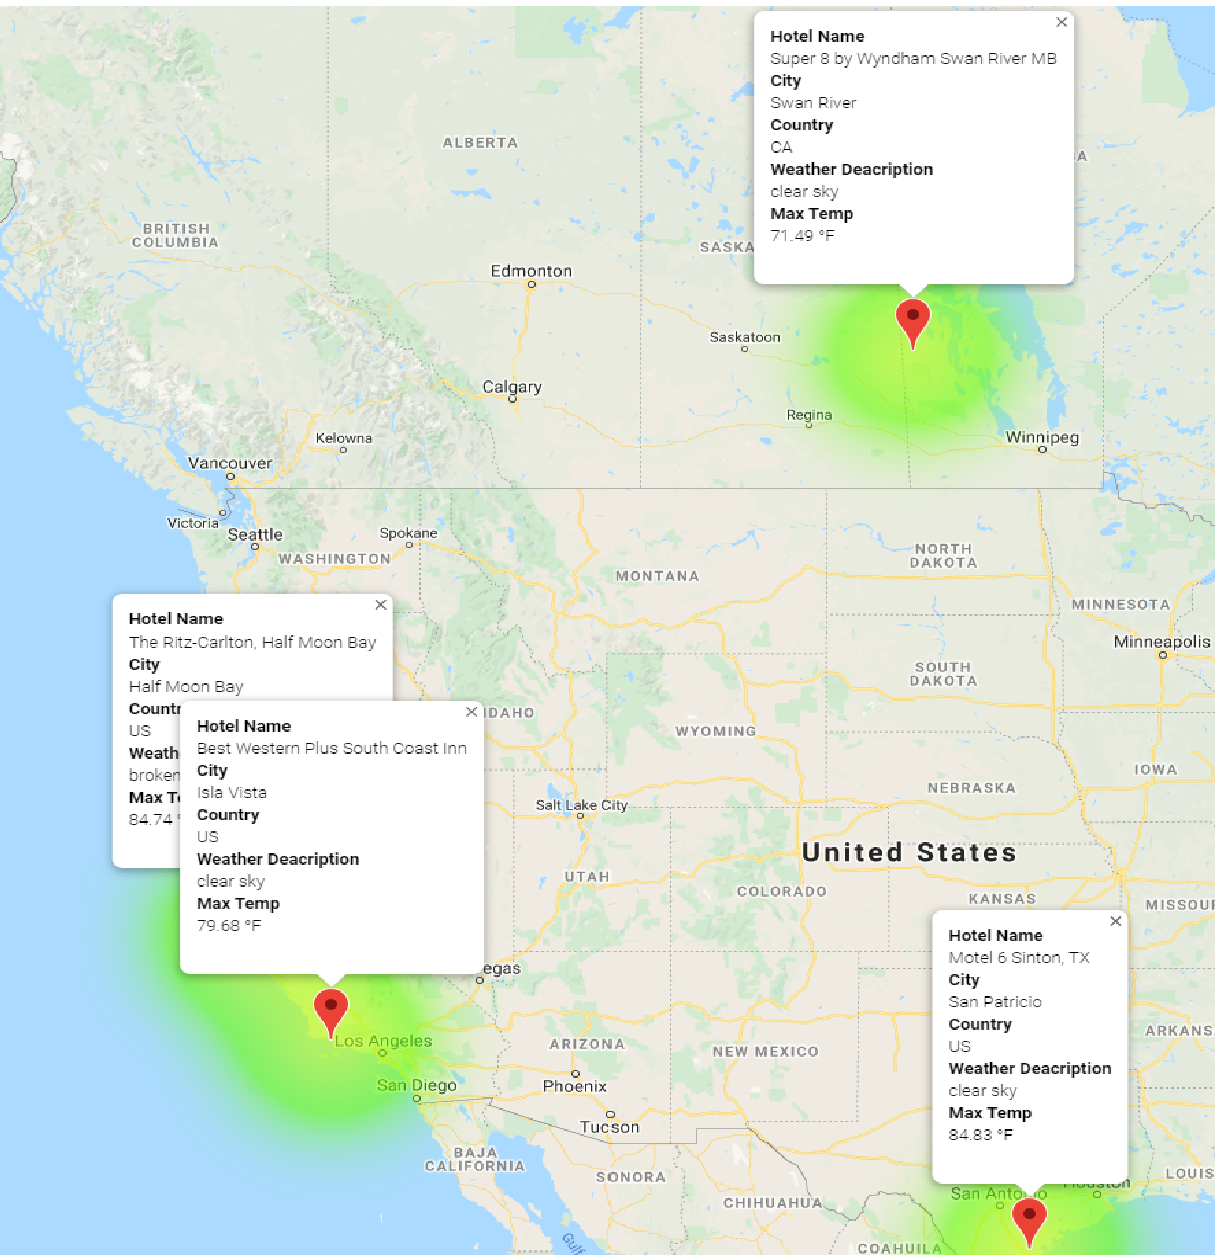 Hotel Name
Super 8 by Wyndham Swan River MB
City
Swan River
Country
CA
Weather Deacription
clear sky
Max Temp
71.49 °F
ALBERTA
BRITISH
COLUMBIA
SASKA
A
Edmonton
Saskatoon
Calgary
Regina
Kelowna
Winnipeg
Vancouver
Victoria
Seattle
Spokane
WASHINGTON
MONTANA
NORTH
DAKOTA
MINNESOTA
Minneapolis
SOUTH
DAKOTA
Hotel Name
The Ritz-Carlton, Half Moon Bay
City
Half Moon Bay
Countr
US
Weath
broken
Max Te
84.74 °
IDAHO
WYOMING
IOWA
NEBRASKA
Salt Lake City
Hotel Name
Best Western Plus South Coast Inn
City
Isla Vista
Country
US
Weather Deacription
clear sky
Max Temp
79.68 °F
United States
UTAH
COLORADO
KANSAS
MISSOUR
egas
Hotel Name
Motel 6 Sinton, TX
City
San Patricio
Country
US
Weather Deacription
clear sky
Max Temp
84.83 °F
Los Angeles
ARIZONA
NEW MEXICO
ARKANS
San Diego
Phoenix
Tucson
BAJA
CALIFORNIA
SONORA
CHIHUAHUA
San Antonio
Houston
LOUIS
COAHUILA
Gulf